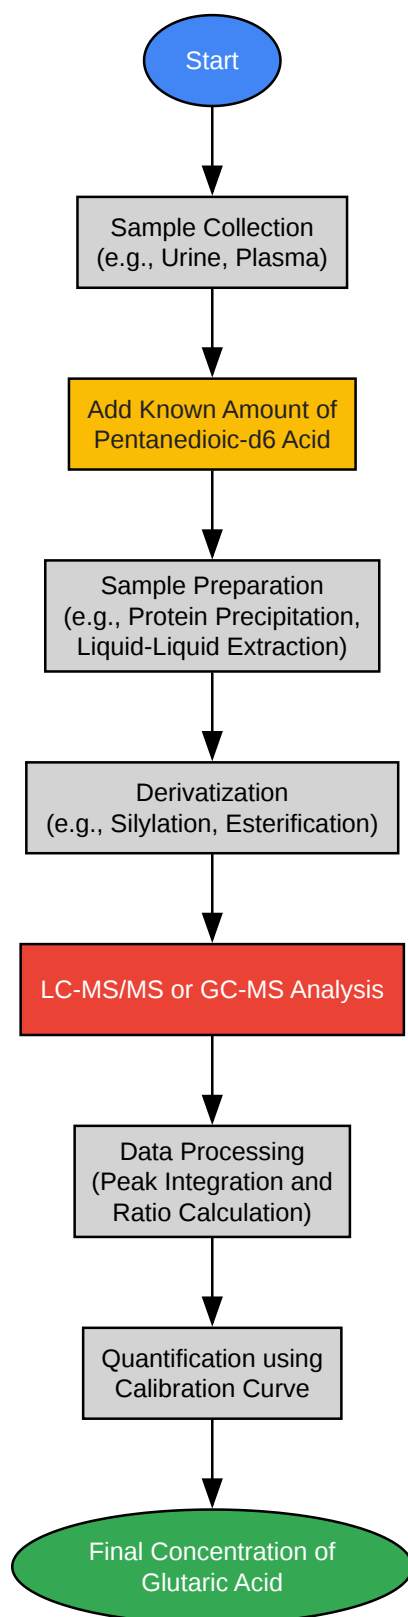 Start
Sample Collection
(e.g., Urine, Plasma)
Add Known Amount of
Pentanedioic-d6 Acid
Sample Preparation
(e.g., Protein Precipitation,
Liquid-Liquid Extraction)
Derivatization
(e.g., Silylation, Esterification)
LC-MS/MS or GC-MS Analysis
Data Processing
(Peak Integration and
Ratio Calculation)
Quantification using
Calibration Curve
Final Concentration of
Glutaric Acid